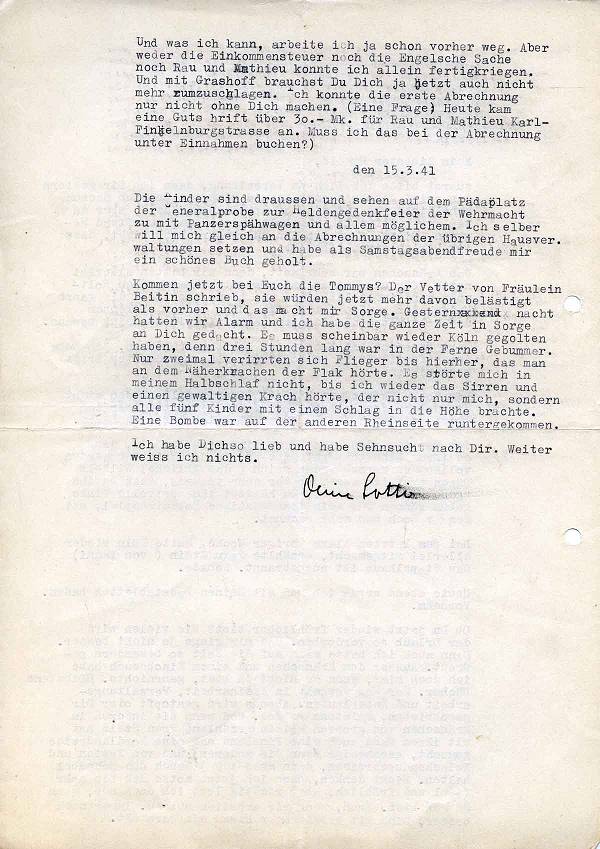 Und was ich kann, arbeite ich ja schon vorher weg. Aber
weder die Einkommensteuer noch die Engelsche Sache
noch Rau und Mathieu konnte ich allein fertigkriegen.
Und mit Grashoff brauchst Du Dich ja jetzt auch nicht
mehr rumzuschlagen. Ich konnte die erste Abrechnung
nur nicht ohne Dich machen. (Eine Frage) Heute kam
eine Guts hrift über 30.- Mk. für Rau und Mathieu Karl-
Finkelnburgstrasse an. Muss ich das bei der Abrechnung
unter Einnahmen buchen?)
den 15.3.41
Die Kinder sind draussen und sehen auf dem Pädaplatz
der Generalprobe zur Heldengedenkfeier der Wehrmacht
zu mit Panzerspähwagen und allem möglichem. Ich selber
will mich gleich an die Abrechnungen der übrigen Hausver.
waltungen setzen und habe als Samstagsabendfreude mir
ein schönes Buch geholt.
Kommen jetzt bei Euch die Tommys? Der Vetter von Fräulein
Beitin schrieb, sie würden jetzt mehr davon belästigt
als vorher und das macht mir Sorge. Gestern nacht
hatten wir Alarm und ich habe die ganze Zeit in Sorge
an Dich gedacht. Es muss scheinbar wieder Köln gegolten
haben, denn drei Stunden lang war in der Ferne Gebummer.
Nur zweimal verirrten sich Flieger bis hierher, das man
an dem Näherkrachen der Flak hörte. Es störte mich in
meinem Halbschlaf nicht, bis ich wieder das Sirren und
einen gewaltigen Krach hörte, der nicht nur mich, sondern
alle fünf Kinder mit einem Schlag in die Höhe brachte.
Eine Bombe war auf der anderen Rheinseite runtergekommen.
Ich habe Dichso lieb und habe Sehnsucht nach Dir. Weiter
weiss ich nichts.
Deine Lotti